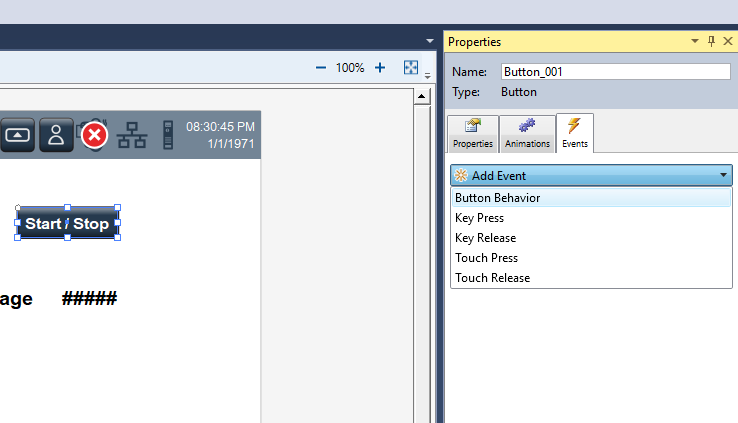 Properties
100%
Name: Button_001
Type: Button
08:30:45 PM
1/1/1971
Properties Animations Events
Add Event
Button Behavior
Key Press
Key Release
Touch Press
Touch Release
Start / Stop
age #####